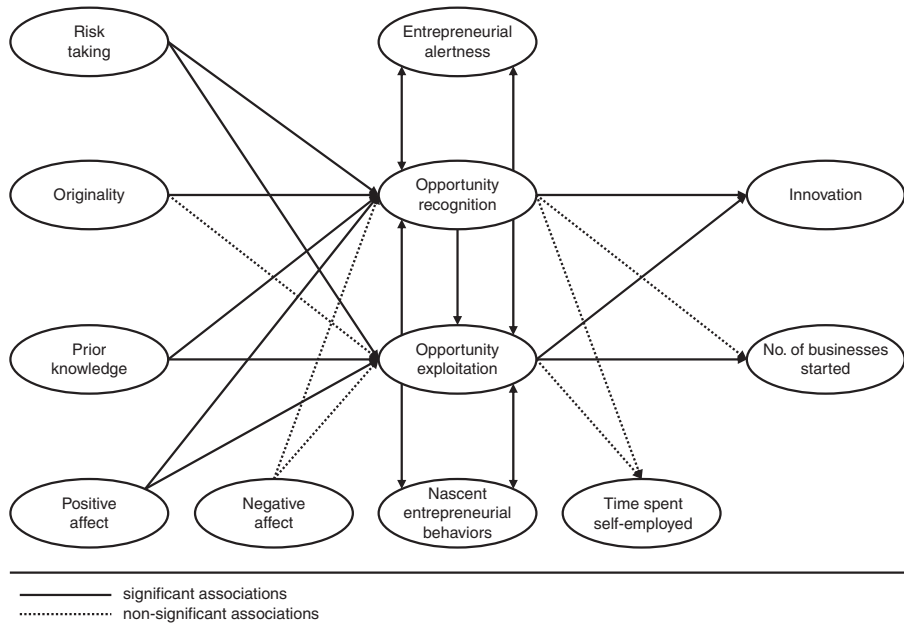 Risk
taking
Entrepreneurial
alertness
Originality
Opportunity
recognition
Innovation
Prior
knowledge
Opportunity
exploitation
No. of businesses
started
Positive
affect
Negative
affect
Nascent
entrepreneurial
behaviors
Time spent
self-employed
significant associations
non-significant associations